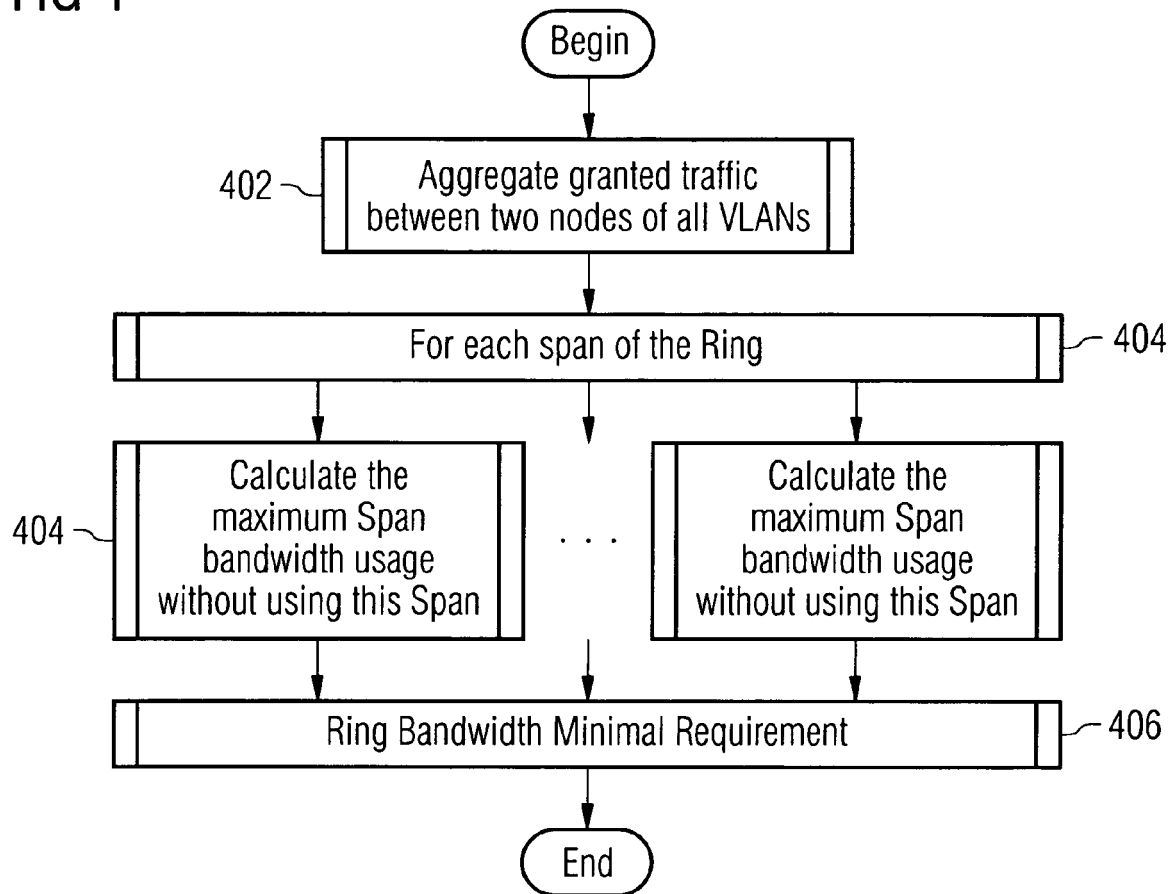 Begin
402
Aggregate granted traffic
between two nodes of all VLANs
For each span of the Ring
404
Calculate the
maximum Span
bandwidth usage
without using this Span
404
. . .
Calculate the
maximum Span
bandwidth usage
without using this Span
Ring Bandwidth Minimal Requirement
406
End